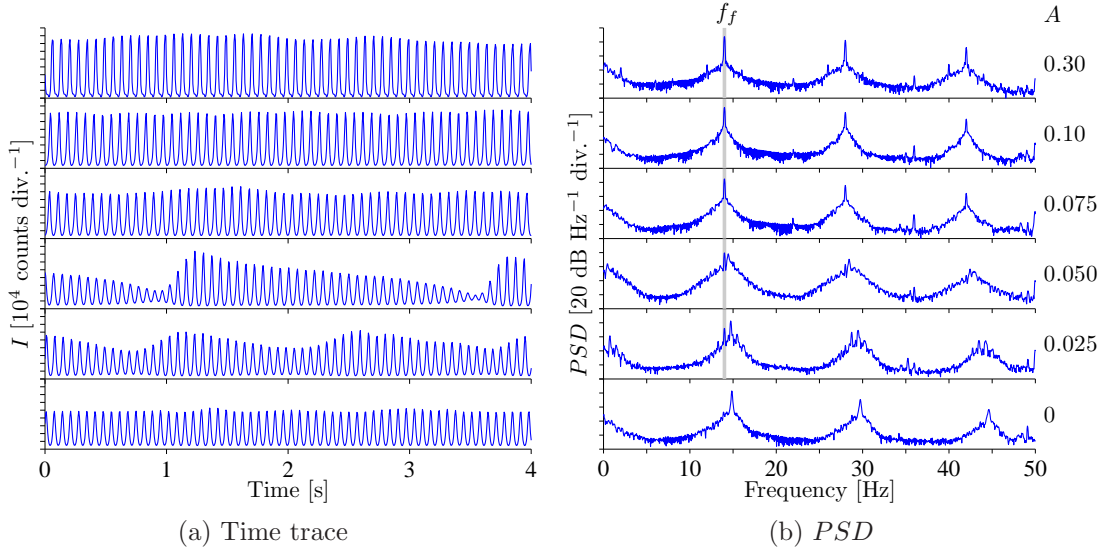 f_f A
0.30
0.10
0.075
0.050
0.025
0
I [10⁴ counts div.⁻¹]
PSD [20 dB Hz⁻¹ div.⁻¹]
0 1 2 3 4
0 10 20 30 40 50
Time [s] Frequency [Hz]
(a) Time trace (b) PSD